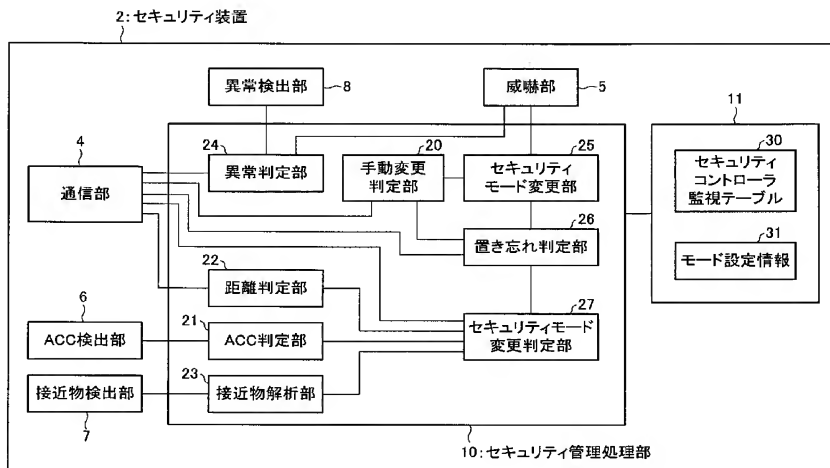 2：セキュリティ装置
異常検出部
8
威嚇部
5
11
24
異常判定部
20
手動変更
判定部
25
セキュリティ
モード変更部
30
セキュリティ
コントローラ
監視テーブル
4
通信部
26
置き忘れ判定部
31
モード設定情報
22
距離判定部
27
セキュリティモード
変更判定部
6
ACC検出部
21
ACC判定部
接近物検出部
7
23
接近物解析部
10：セキュリティ管理処理部